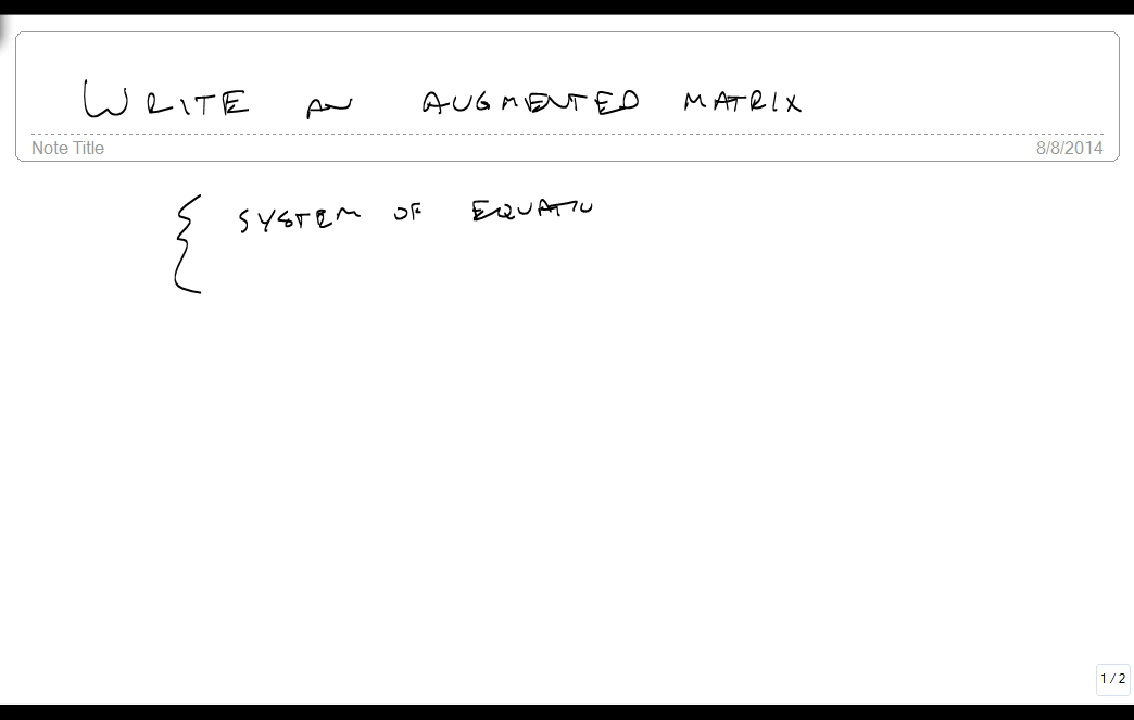 WRITE AN AUGMENTED MATRIX
Note Title
8/8/2014
{ SYSTEM OF EQUATIO
1/2